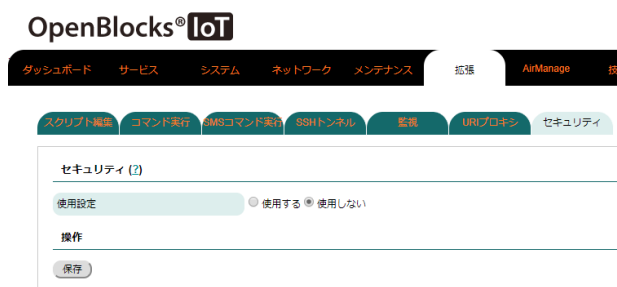 OpenBlocks® IoT
ダッシュボード サービス システム ネットワーク メンテナンス 拡張 AirManage 技
スクリプト編集 コマンド実行 SMSコマンド実行 SSHトンネル 監視 URIプロキシ セキュリティ
セキュリティ (?)
使用設定 使用する 使用しない
操作
保存